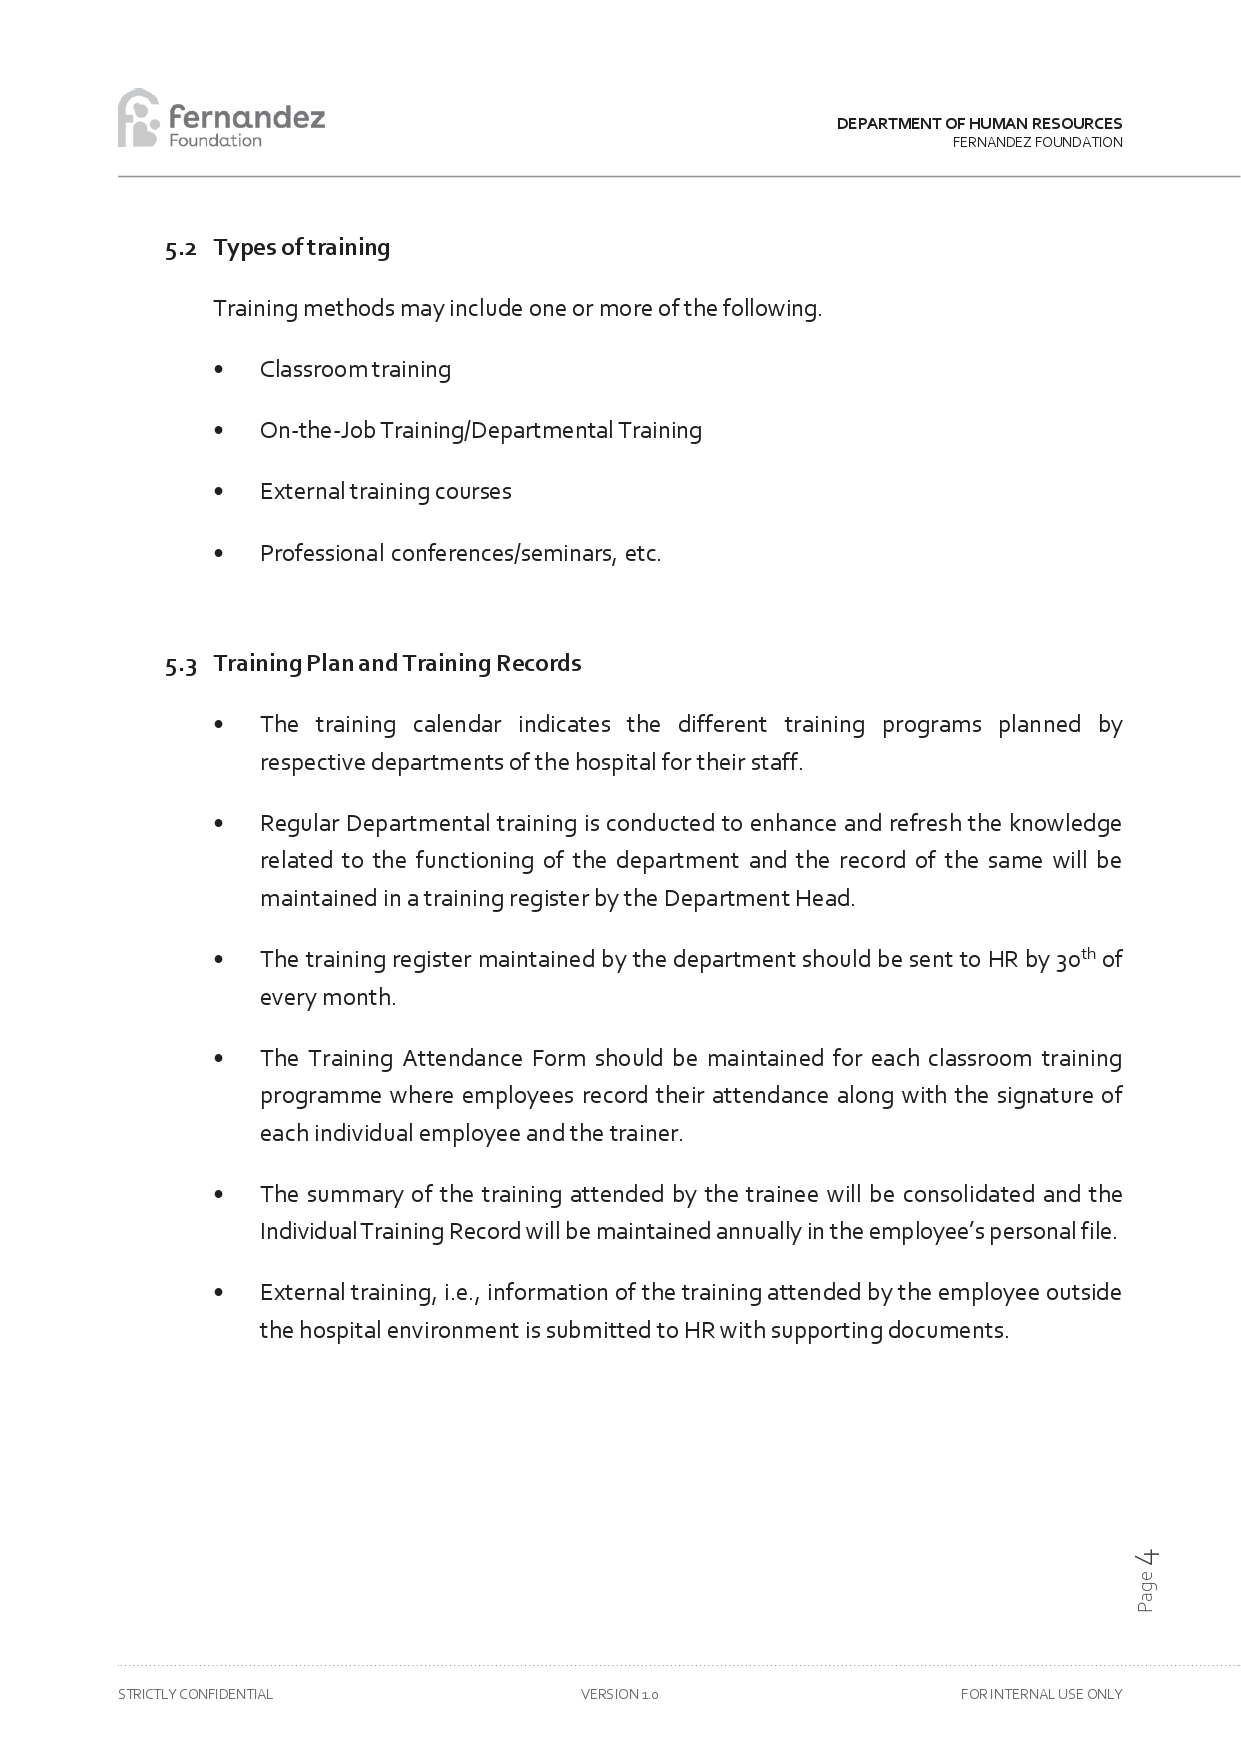 fernandez
Foundation
DEPARTMENT OF HUMAN RESOURCES
FERNANDEZ FOUNDATION
5.2 Types of training
Training methods may include one or more of the following.
• Classroom training
• On-the-Job Training/Departmental Training
• External training courses
• Professional conferences/seminars, etc.
5.3 Training Plan and Training Records
• The training calendar indicates the different training programs planned by
respective departments of the hospital for their staff.
• Regular Departmental training is conducted to enhance and refresh the knowledge
related to the functioning of the department and the record of the same will be
maintained in a training register by the Department Head.
• The training register maintained by the department should be sent to HR by 30th of
every month.
• The Training Attendance Form should be maintained for each classroom training
programme where employees record their attendance along with the signature of
each individual employee and the trainer.
• The summary of the training attended by the trainee will be consolidated and the
Individual Training Record will be maintained annually in the employee’s personal file.
• External training, i.e., information of the training attended by the employee outside
the hospital environment is submitted to HR with supporting documents.
Page 4
STRICTLY CONFIDENTIAL
VERSION 1.0
FOR INTERNAL USE ONLY